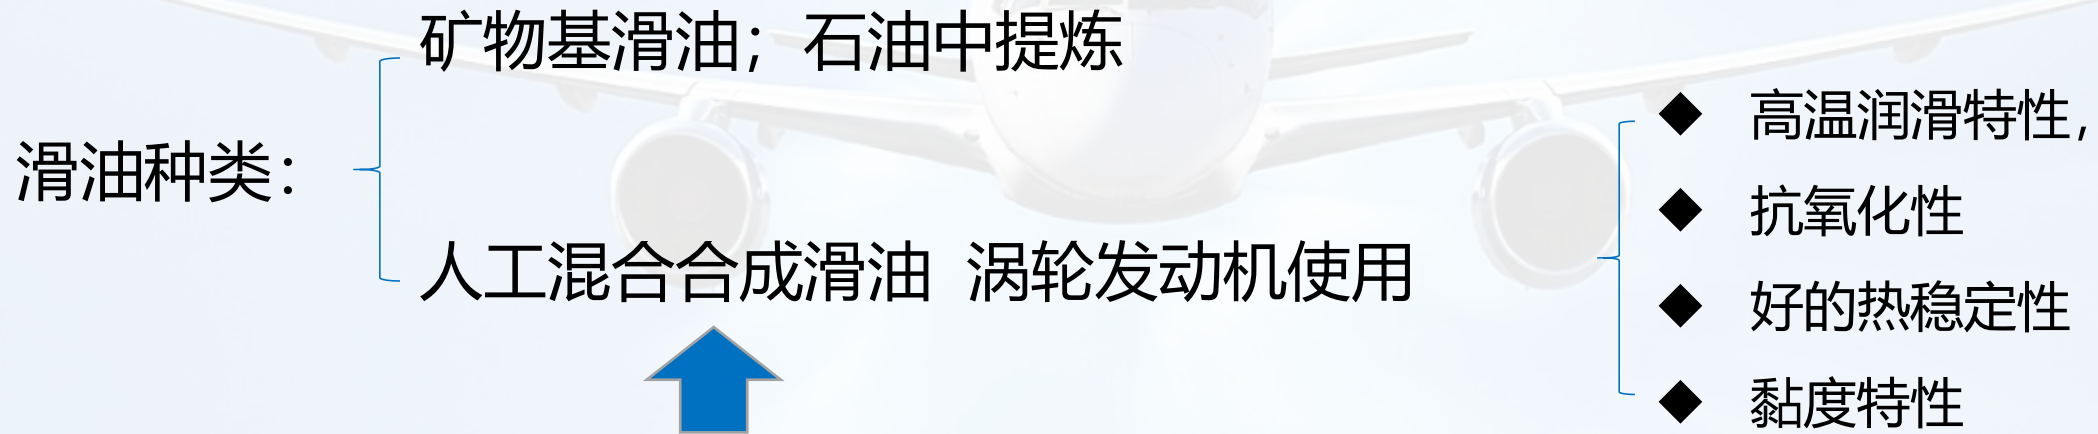 矿物基滑油；石油中提炼
滑油种类：
人工混合合成滑油 涡轮发动机使用
◆ 高温润滑特性，
◆ 抗氧化性
◆ 好的热稳定性
◆ 黏度特性